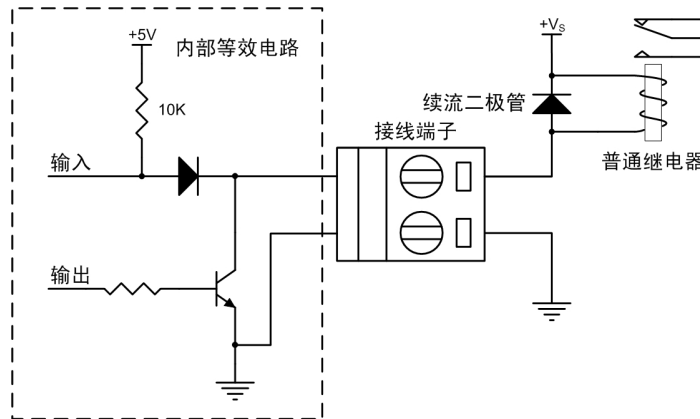 +5V
内部等效电路
+VS
10K
续流二极管
接线端子
输入
普通继电器
输出